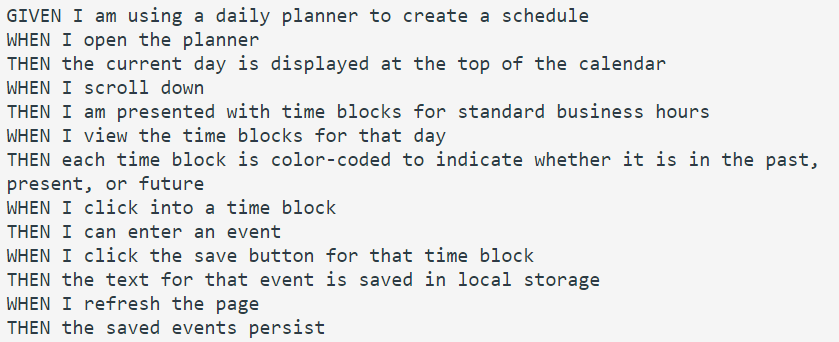 GIVEN I am using a daily planner to create a schedule
WHEN I open the planner
THEN the current day is displayed at the top of the calendar
WHEN I scroll down
THEN I am presented with time blocks for standard business hours
WHEN I view the time blocks for that day
THEN each time block is color-coded to indicate whether it is in the past,
present, or future
WHEN I click into a time block
THEN I can enter an event
WHEN I click the save button for that time block
THEN the text for that event is saved in local storage
WHEN I refresh the page
THEN the saved events persist